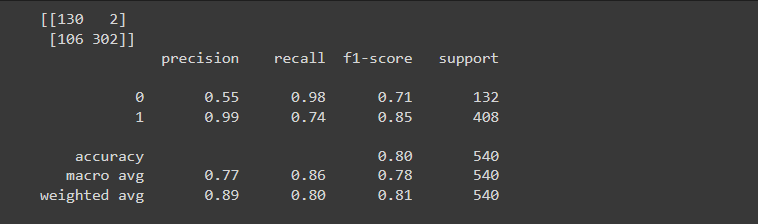 [[130   2]
 [106 302]]
              precision    recall  f1-score   support

           0       0.55      0.98      0.71       132
           1       0.99      0.74      0.85       408

    accuracy                           0.80       540
   macro avg       0.77      0.86      0.78       540
weighted avg       0.89      0.80      0.81       540